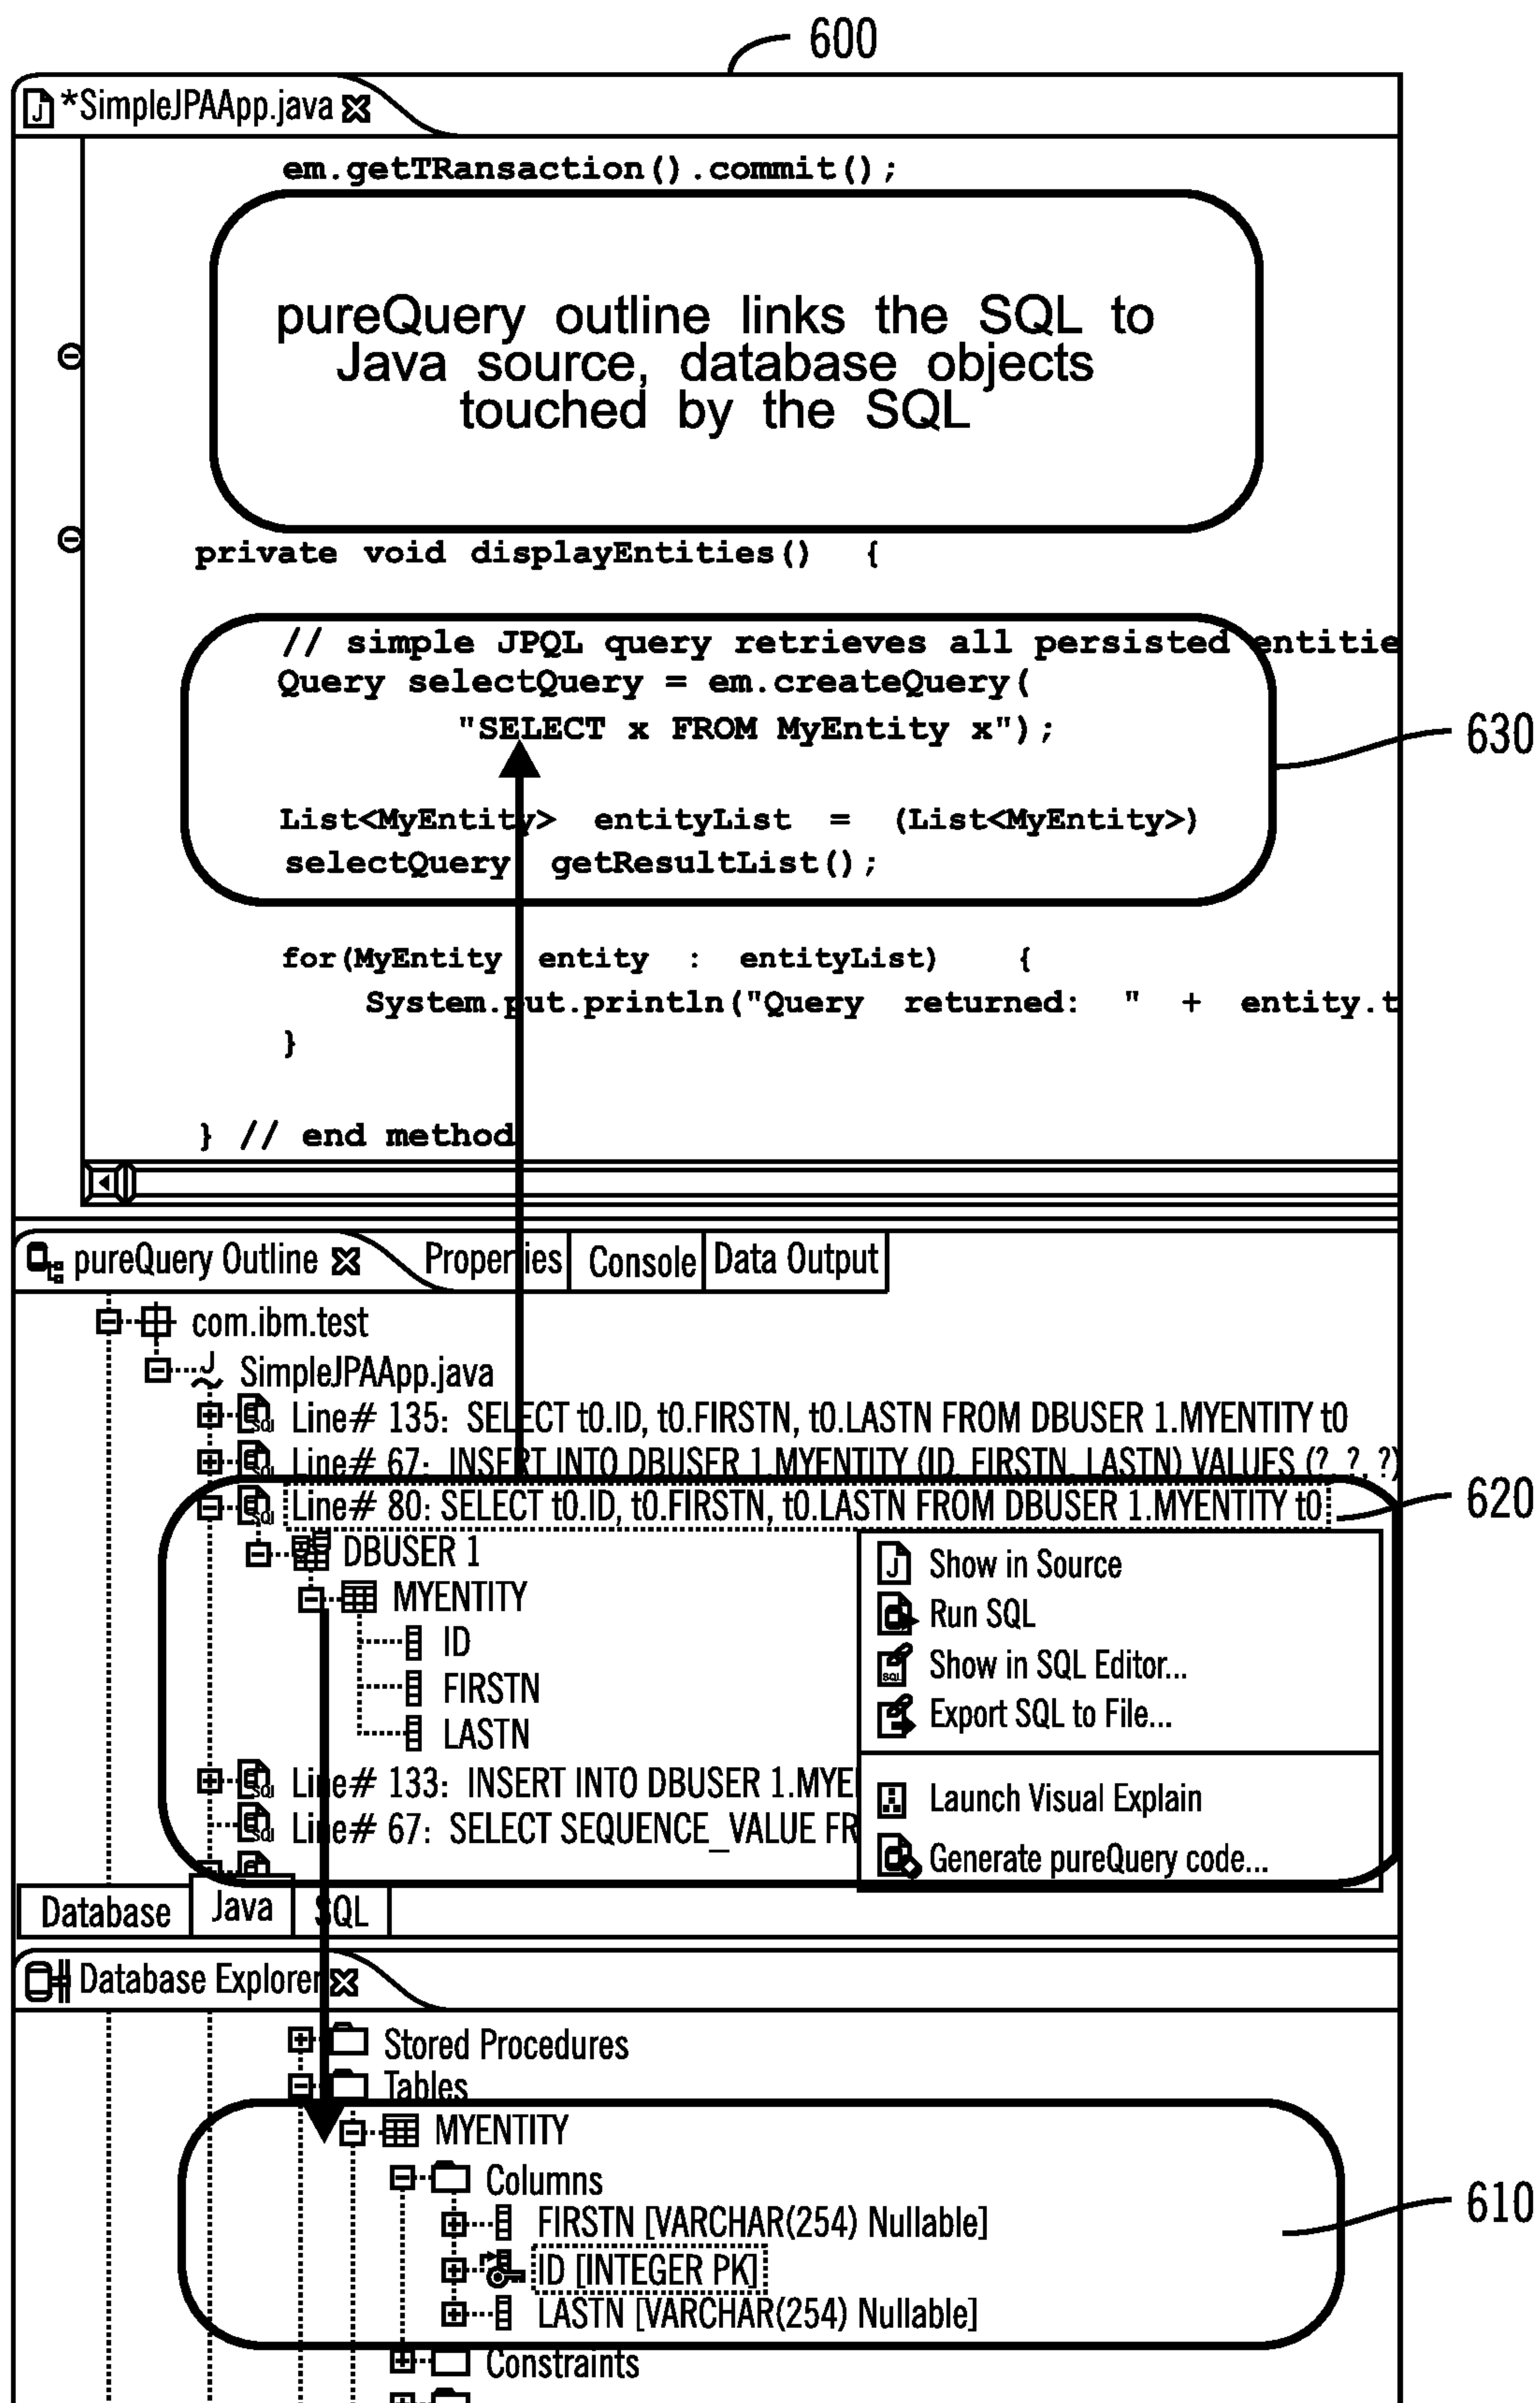 600
*SimpleJPAApp.java
em.getTRansaction().commit();
pureQuery outline links the SQL to
Java source, database objects
touched by the SQL
private void displayEntities() {
// simple JPQL query retrieves all persisted entitie
Query selectQuery = em.createQuery(
"SELECT x FROM MyEntity x");
630
List<MyEntity> entityList = (List<MyEntity>)
selectQuery getResultList();
for(MyEntity entity : entityList) {
System.put.println("Query returned: " + entity.t
}
} // end method
pureQuery Outline Properties Console Data Output
com.ibm.test
SimpleJPAApp.java
Line# 135: SELECT t0.ID, t0.FIRSTN, t0.LASTN FROM DBUSER 1.MYENTITY t0
Line# 67: INSERT INTO DBUSER 1.MYENTITY (ID, FIRSTN, LASTN) VALUES (?, ?, ?)
Line# 80: SELECT t0.ID, t0.FIRSTN, t0.LASTN FROM DBUSER 1.MYENTITY t0
620
DBUSER 1
MYENTITY
ID
FIRSTN
LASTN
Show in Source
Run SQL
Show in SQL Editor...
Export SQL to File...
Launch Visual Explain
Generate pureQuery code...
Line# 133: INSERT INTO DBUSER 1.MYE
Line# 67: SELECT SEQUENCE_VALUE FR
Database Java SQL
Database Explorer
Stored Procedures
Tables
MYENTITY
Columns
FIRSTN [VARCHAR(254) Nullable]
ID [INTEGER PK]
LASTN [VARCHAR(254) Nullable]
610
Constraints